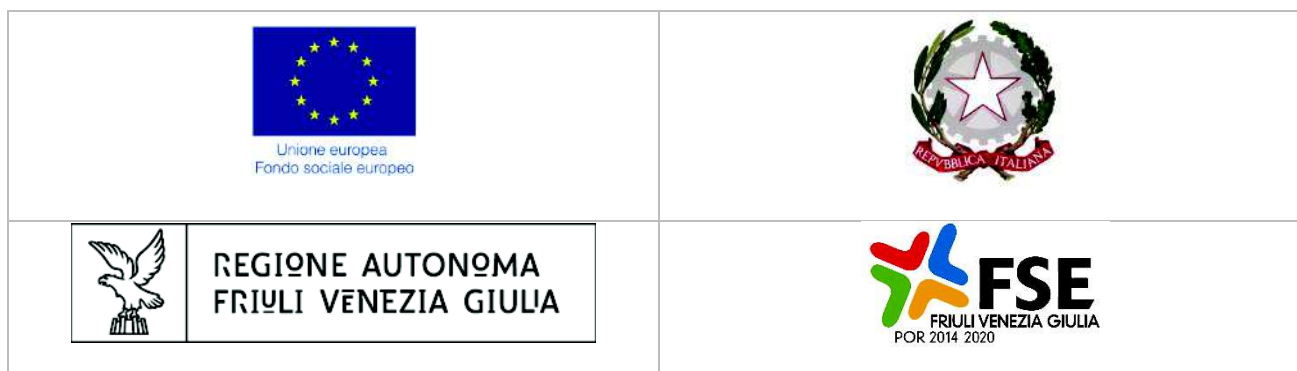 Unione europea
Fondo sociale europeo
REPVBBLICA ITALIANA
REGIONE AUTONOMA
FRIULI VENEZIA GIULIA
FSE
FRIULI VENEZIA GIULIA
POR 2014 2020